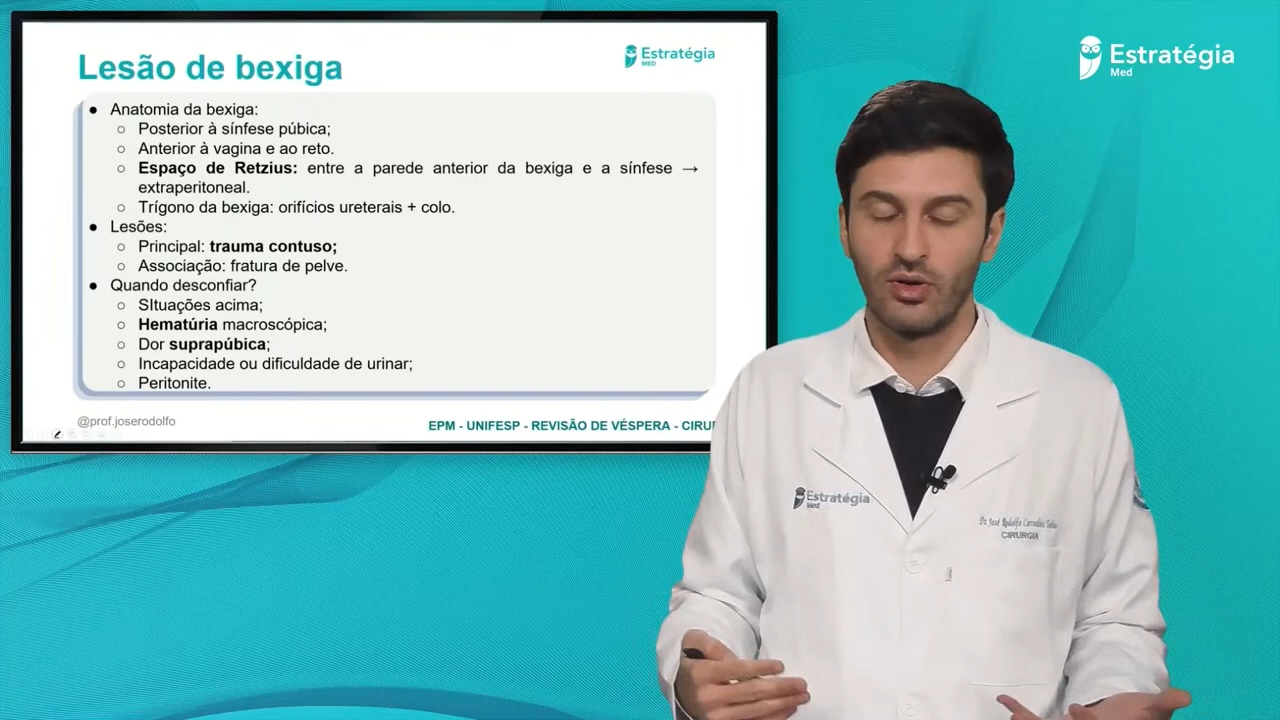 Lesão de bexiga
Estratégia
MED
● Anatomia da bexiga:
○ Posterior à sínfese púbica;
○ Anterior à vagina e ao reto.
○ Espaço de Retzius: entre a parede anterior da bexiga e a sínfese →
extraperitoneal.
○ Trígono da bexiga: orifícios ureterais + colo.
● Lesões:
○ Principal: trauma contuso;
○ Associação: fratura de pelve.
● Quando desconfiar?
○ SItuações acima;
○ Hematúria macroscópica;
○ Dor suprapúbica;
○ Incapacidade ou dificuldade de urinar;
○ Peritonite.
@prof.joserodolfo
EPM - UNIFESP - REVISÃO DE VÉSPERA - CIRU
Estratégia
Med
Estratégia
Med
Dr. José Rodolfo
CIRURGIA